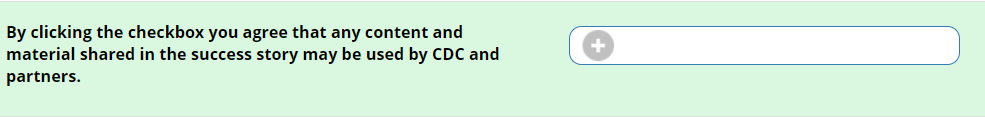 By clicking the checkbox you agree that any content and
material shared in the success story may be used by CDC and
partners.